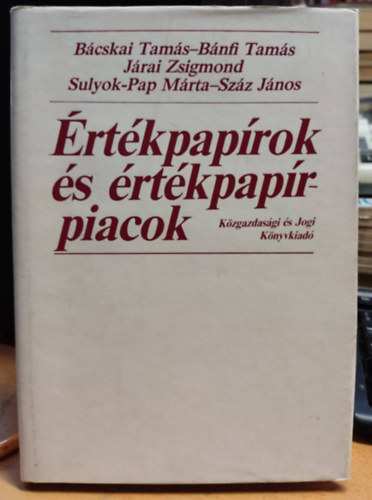 Bácskai Tamás–Bánfi Tamás
Járai Zsigmond
Sulyok-Pap Márta–Száz János
Értékpapírok
és értékpapír-
piacok
Közgazdasági és Jogi
Könyvkiadó